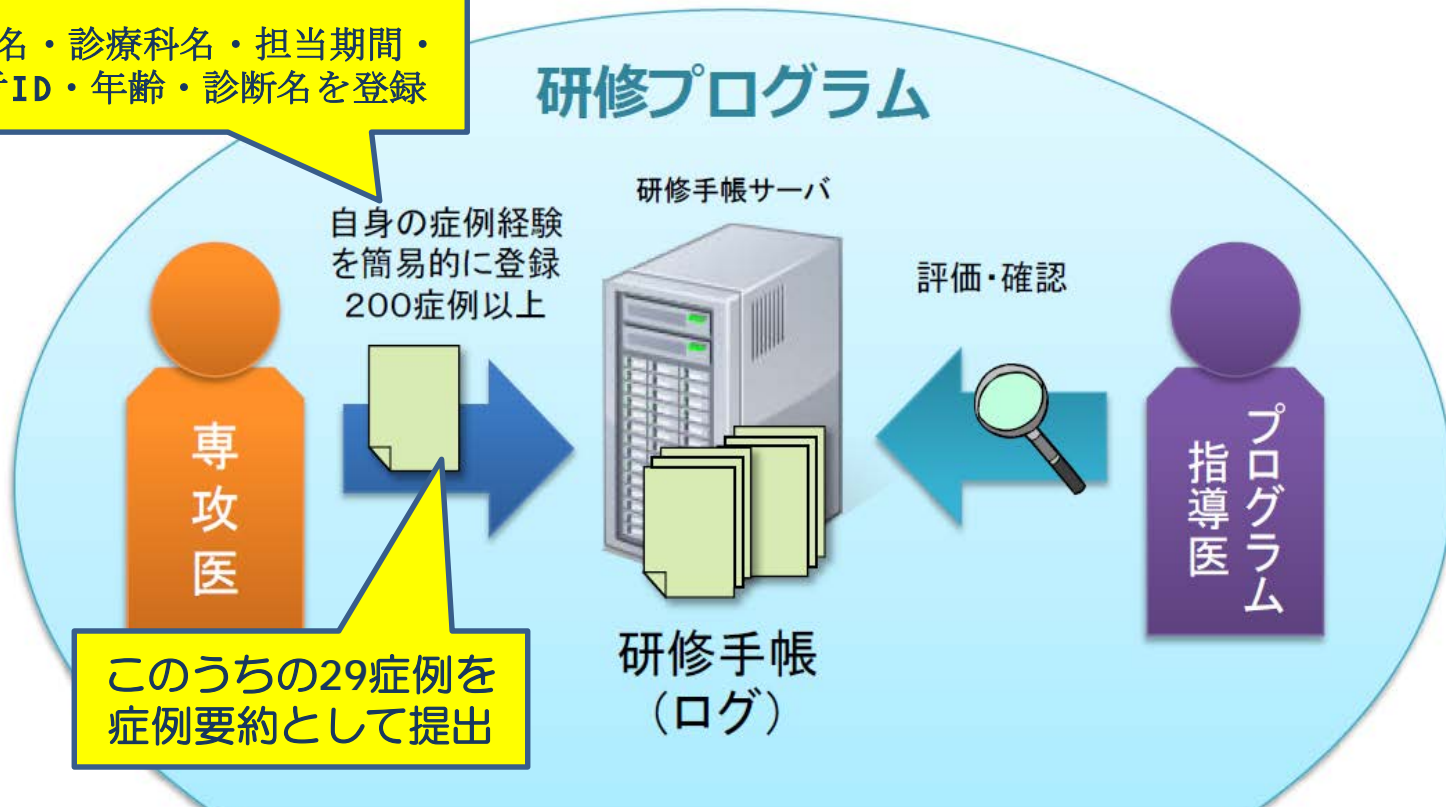 名・診療科名・担当期間・
ID・年齢・診断名を登録
研修プログラム
研修手帳サーバ
自身の症例経験
を簡易的に登録
200症例以上
評価・確認
専攻医
プログラム
指導医
このうちの29症例を
症例要約として提出
研修手帳
(ログ)